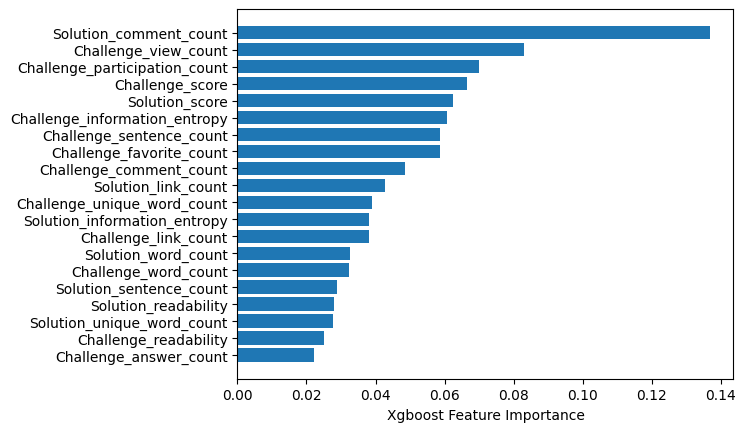 Solution_comment_count
Challenge_view_count
Challenge_participation_count
Challenge_score
Solution_score
Challenge_information_entropy
Challenge_sentence_count
Challenge_favorite_count
Challenge_comment_count
Solution_link_count
Challenge_unique_word_count
Solution_information_entropy
Challenge_link_count
Solution_word_count
Challenge_word_count
Solution_sentence_count
Solution_readability
Solution_unique_word_count
Challenge_readability
Challenge_answer_count
0.00 0.02 0.04 0.06 0.08 0.10 0.12 0.14
Xgboost Feature Importance